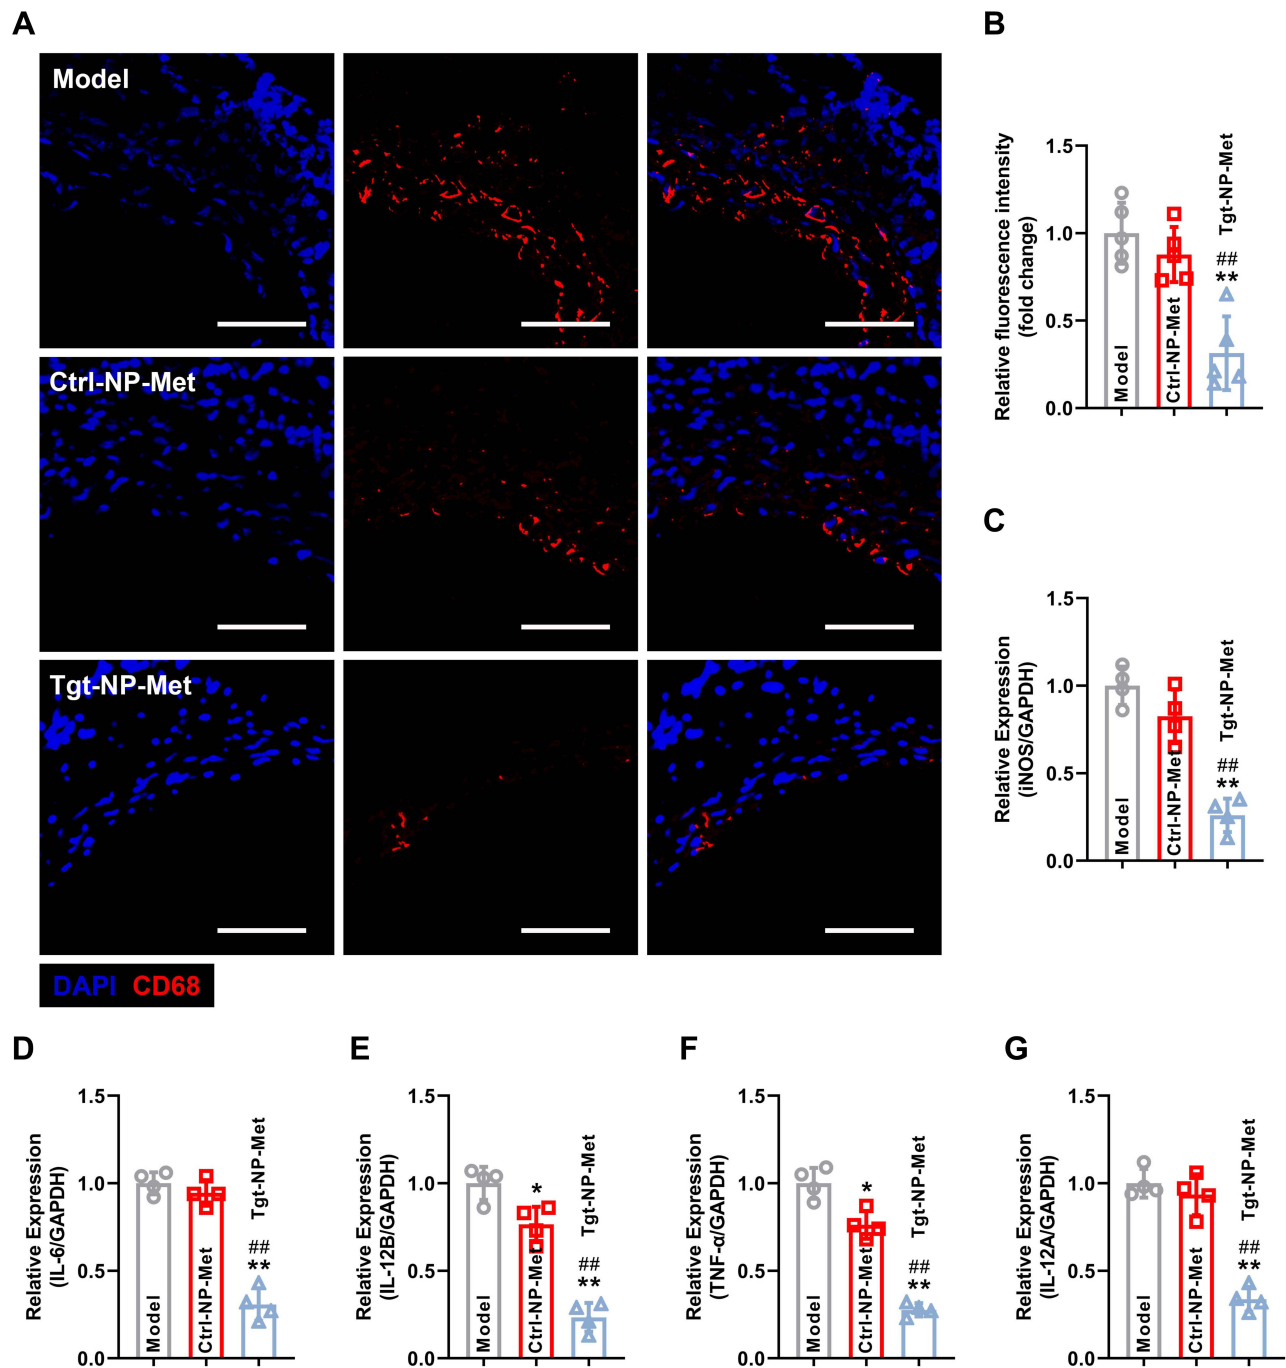 A
Model
Ctrl-NP-Met
Tgt-NP-Met
DAPI CD68
B
Relative fluorescence intensity
(fold change)
1.5
1.0
0.5
0.0
Model
Ctrl-NP-Met
Tgt-NP-Met
##
**
C
Relative Expression
(iNOS/GAPDH)
1.5
1.0
0.5
0.0
Model
Ctrl-NP-Met
Tgt-NP-Met
##
**
D
Relative Expression
(IL-6/GAPDH)
1.5
1.0
0.5
0.0
Model
Ctrl-NP-Met
Tgt-NP-Met
##
**
E
Relative Expression
(IL-12B/GAPDH)
1.5
1.0
0.5
0.0
Model
*
Ctrl-NP-Met
Tgt-NP-Met
##
**
F
Relative Expression
(TNF-α/GAPDH)
1.5
1.0
0.5
0.0
Model
*
Ctrl-NP-Met
Tgt-NP-Met
##
**
G
Relative Expression
(IL-12A/GAPDH)
1.5
1.0
0.5
0.0
Model
Ctrl-NP-Met
Tgt-NP-Met
##
**